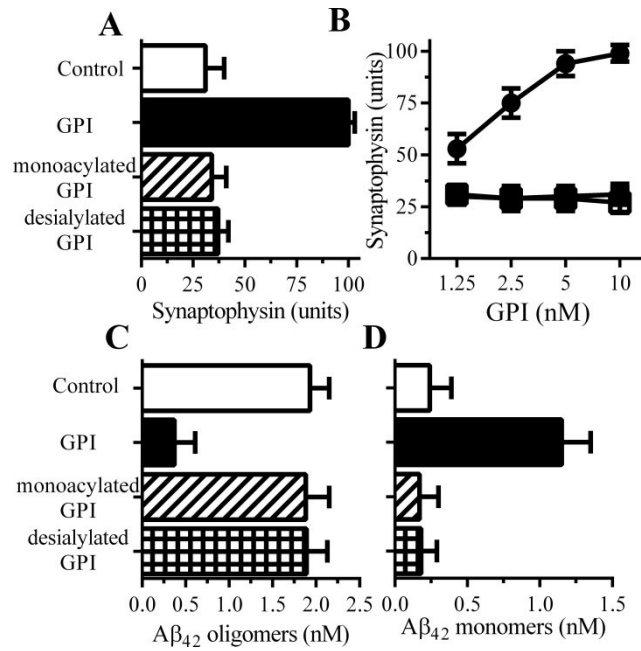 A
Control
GPI
monoacylated
GPI
desialylated
GPI
0 25 50 75 100
Synaptophysin (units)
B
Synaptophysin (units)
100
75
50
25
0
1.25 2.5 5 10
GPI (nM)
C
Control
GPI
monoacylated
GPI
desialylated
GPI
0.0 0.5 1.0 1.5 2.0 2.5
Aβ42 oligomers (nM)
D
0.0 0.5 1.0 1.5
Aβ42 monomers (nM)